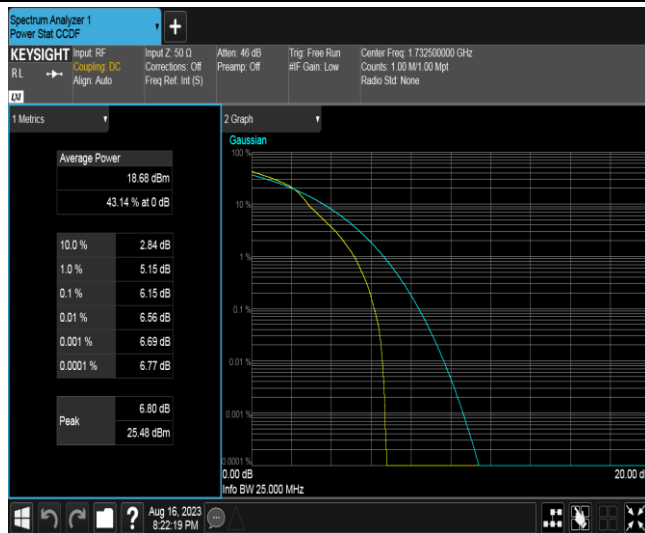 Spectrum Analyzer 1
Power Stat CCDF
KEYSIGHT
RL
LXI
Input: RF
Coupling: DC
Align: Auto
Input Z: 50 Ω
Corrections: Off
Freq Ref: Int (S)
Atten: 46 dB
Preamp: Off
Trig: Free Run
#IF Gain: Low
Center Freq: 1.732500000 GHz
Counts: 1.00 M/1.00 Mpt
Radio Std: None
1 Metrics
Average Power
18.68 dBm
43.14 % at 0 dB
10.0 % 2.84 dB
1.0 % 5.15 dB
0.1 % 6.15 dB
0.01 % 6.56 dB
0.001 % 6.69 dB
0.0001 % 6.77 dB
Peak
6.80 dB
25.48 dBm
2 Graph
Gaussian
100 %
10 %
1 %
0.1 %
0.01 %
0.001 %
0.0001 %
0.00 dB
20.00 d
Info BW 25.000 MHz
?
Aug 16, 2023
8:22:19 PM